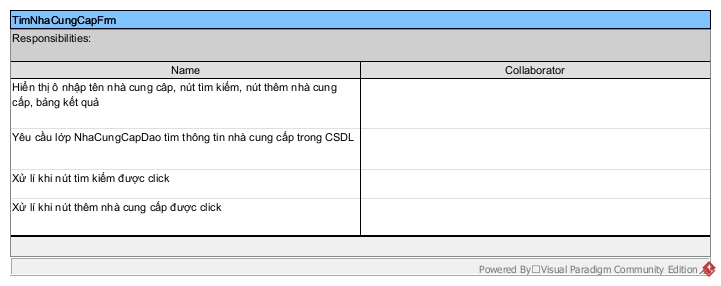 TimNhaCungCapFrm
Responsibilities:
Name
Collaborator
Hiển thị ô nhập tên nhà cung câp, nút tìm kiếm, nút thêm nhà cung
cấp, bảng kết quả
Yêu cầu lớp NhaCungCapDao tìm thông tin nhà cung cấp trong CSDL
Xử lí khi nút tìm kiếm được click
Xử lí khi nút thêm nhà cung cấp được click
Powered By□Visual Paradigm Community Edition